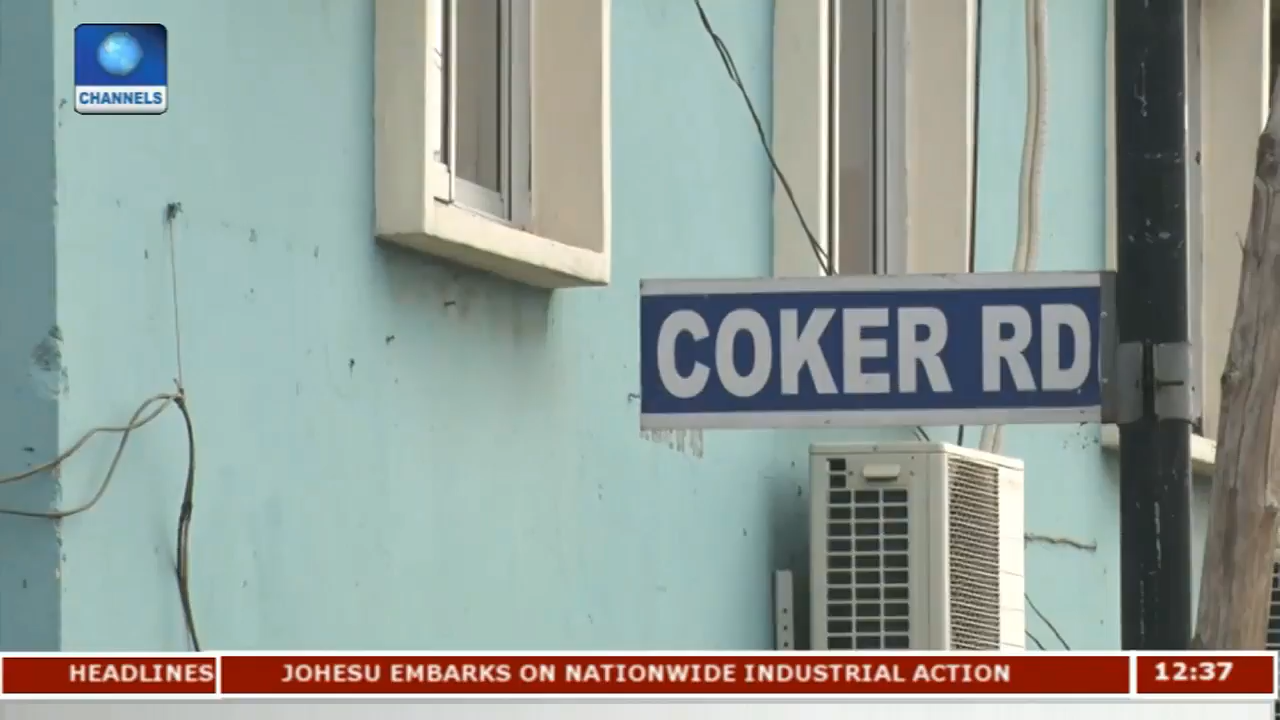 CHANNELS
COKER RD
HEADLINES
JOHESU EMBARKS ON NATIONWIDE INDUSTRIAL ACTION
12:37